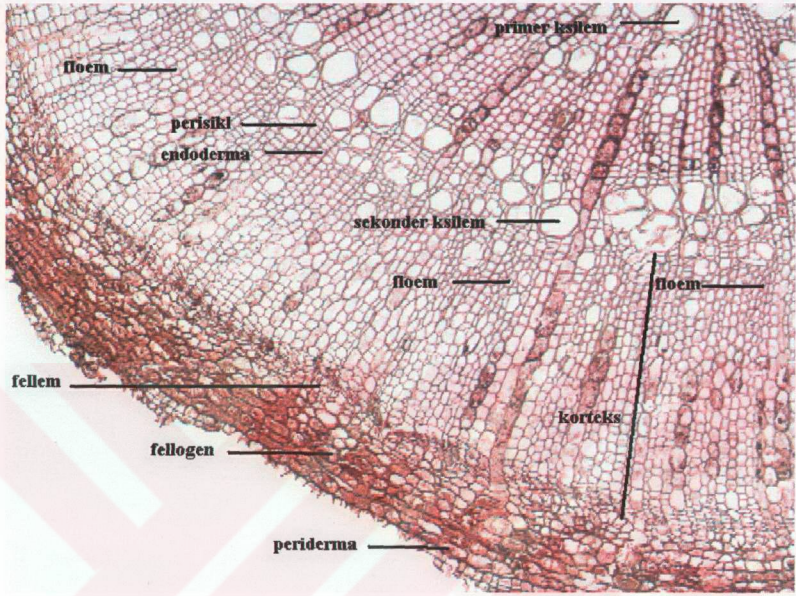 primer ksilem
floem
perisikl
endoderma
sekonder ksilem
floem
floem
fellem
korteks
fellogen
periderma